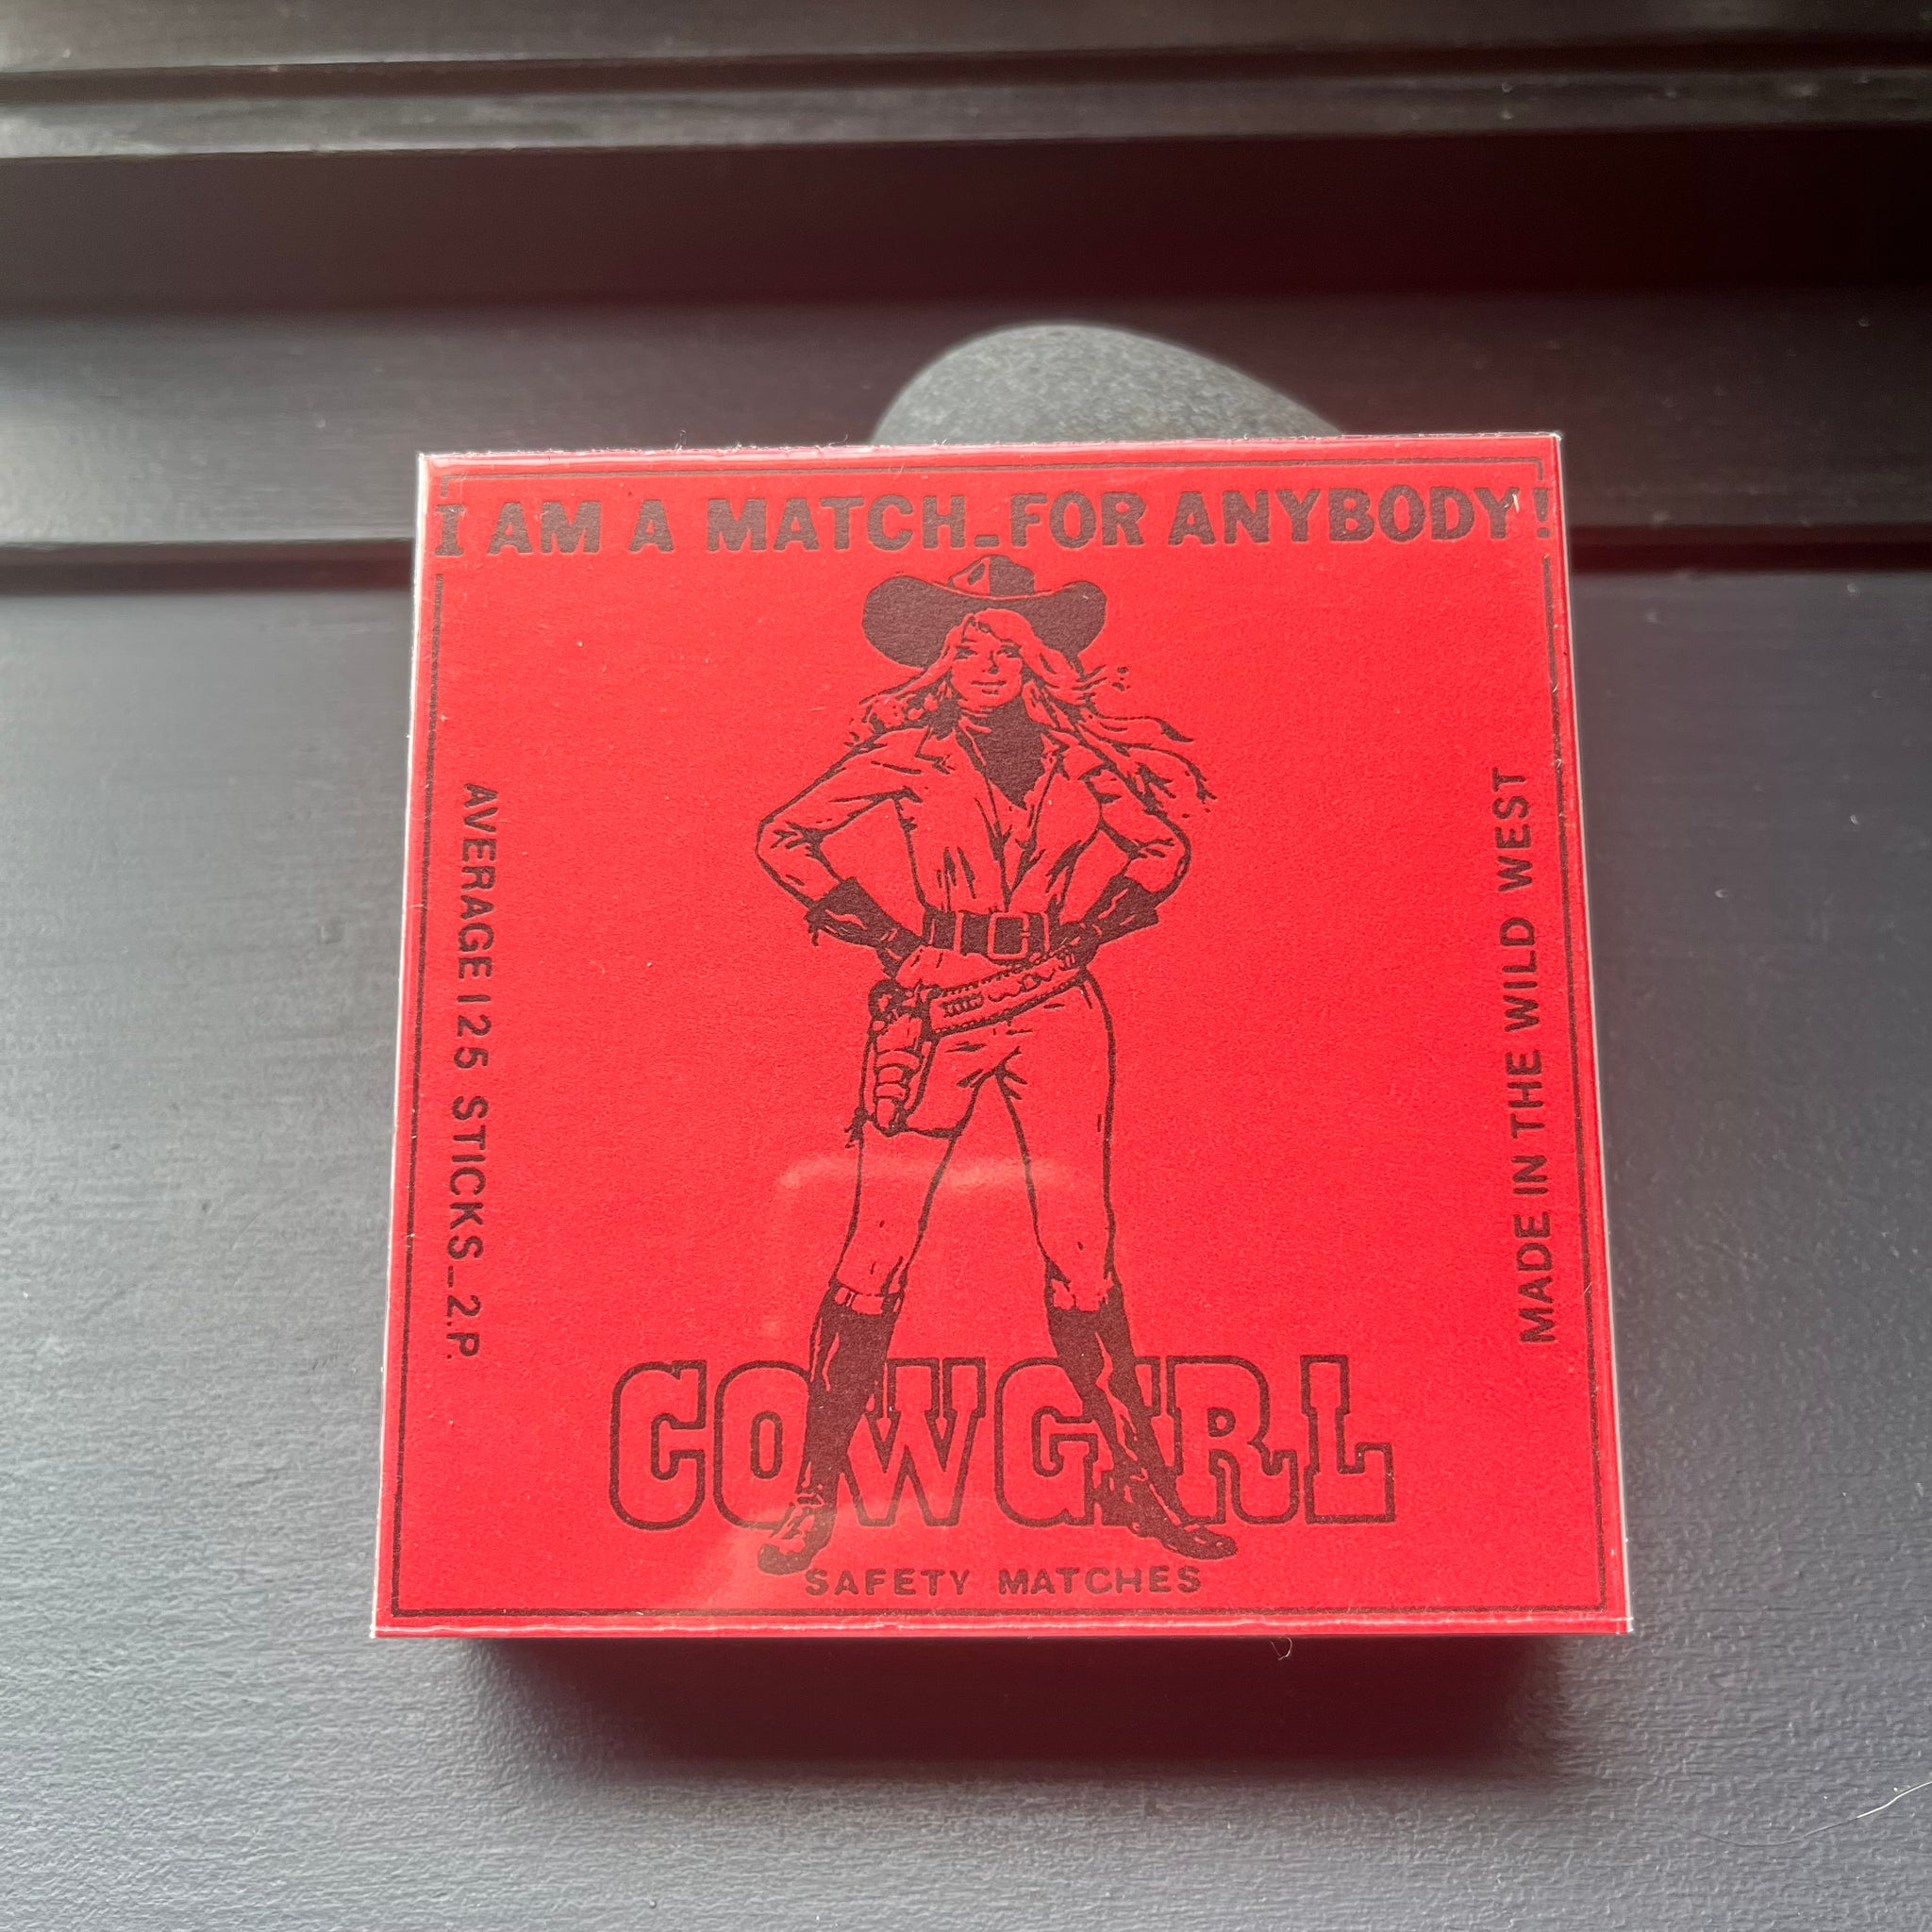 I AM A MATCH_FOR ANYBODY!
AVERAGE 125 STICKS_2.P.
MADE IN THE WILD WEST
COWGIRL
SAFETY MATCHES